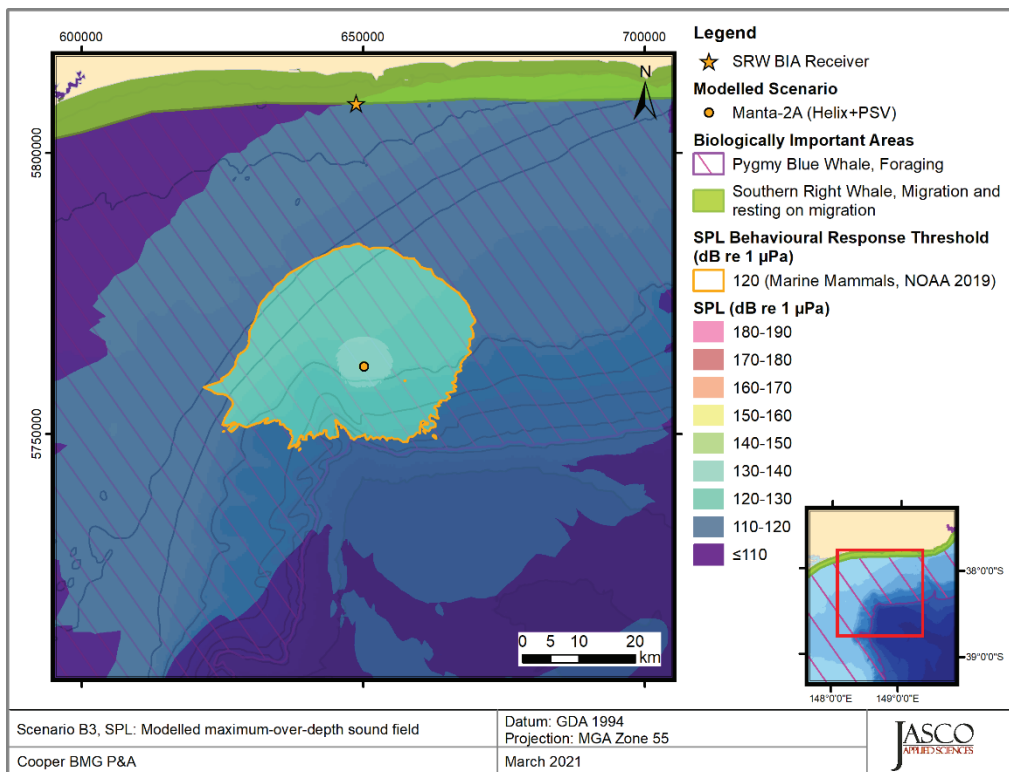 600000
650000
700000
5800000
5750000
N
0 5 10 20
km
Legend
SRW BIA Receiver
Modelled Scenario
Manta-2A (Helix+PSV)
Biologically Important Areas
Pygmy Blue Whale, Foraging
Southern Right Whale, Migration and
resting on migration
SPL Behavioural Response Threshold
(dB re 1 µPa)
120 (Marine Mammals, NOAA 2019)
SPL (dB re 1 µPa)
180-190
170-180
160-170
150-160
140-150
130-140
120-130
110-120
≤110
38°0'0"S
39°0'0"S
148°0'0"E
149°0'0"E
Scenario B3, SPL: Modelled maximum-over-depth sound field
Datum: GDA 1994
Projection: MGA Zone 55
Cooper BMG P&A
March 2021
JASCO
APPLIED SCIENCES